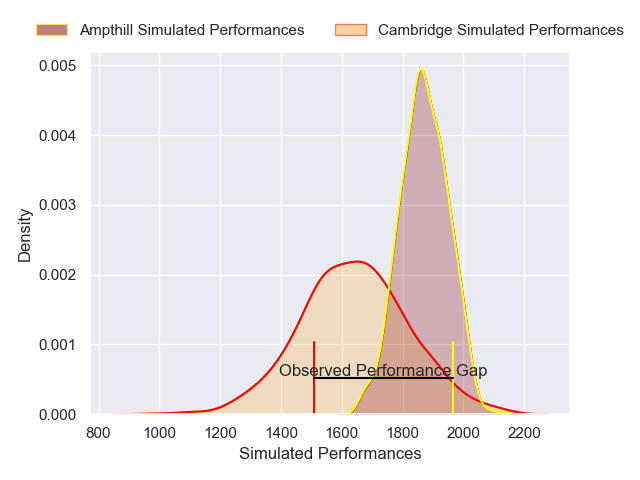 Ampthill Simulated Performances Cambridge Simulated Performances
0.005
0.004
0.003
0.002
0.001
0.000
Density
Observed Performance Gap
800 1000 1200 1400 1600 1800 2000 2200
Simulated Performances